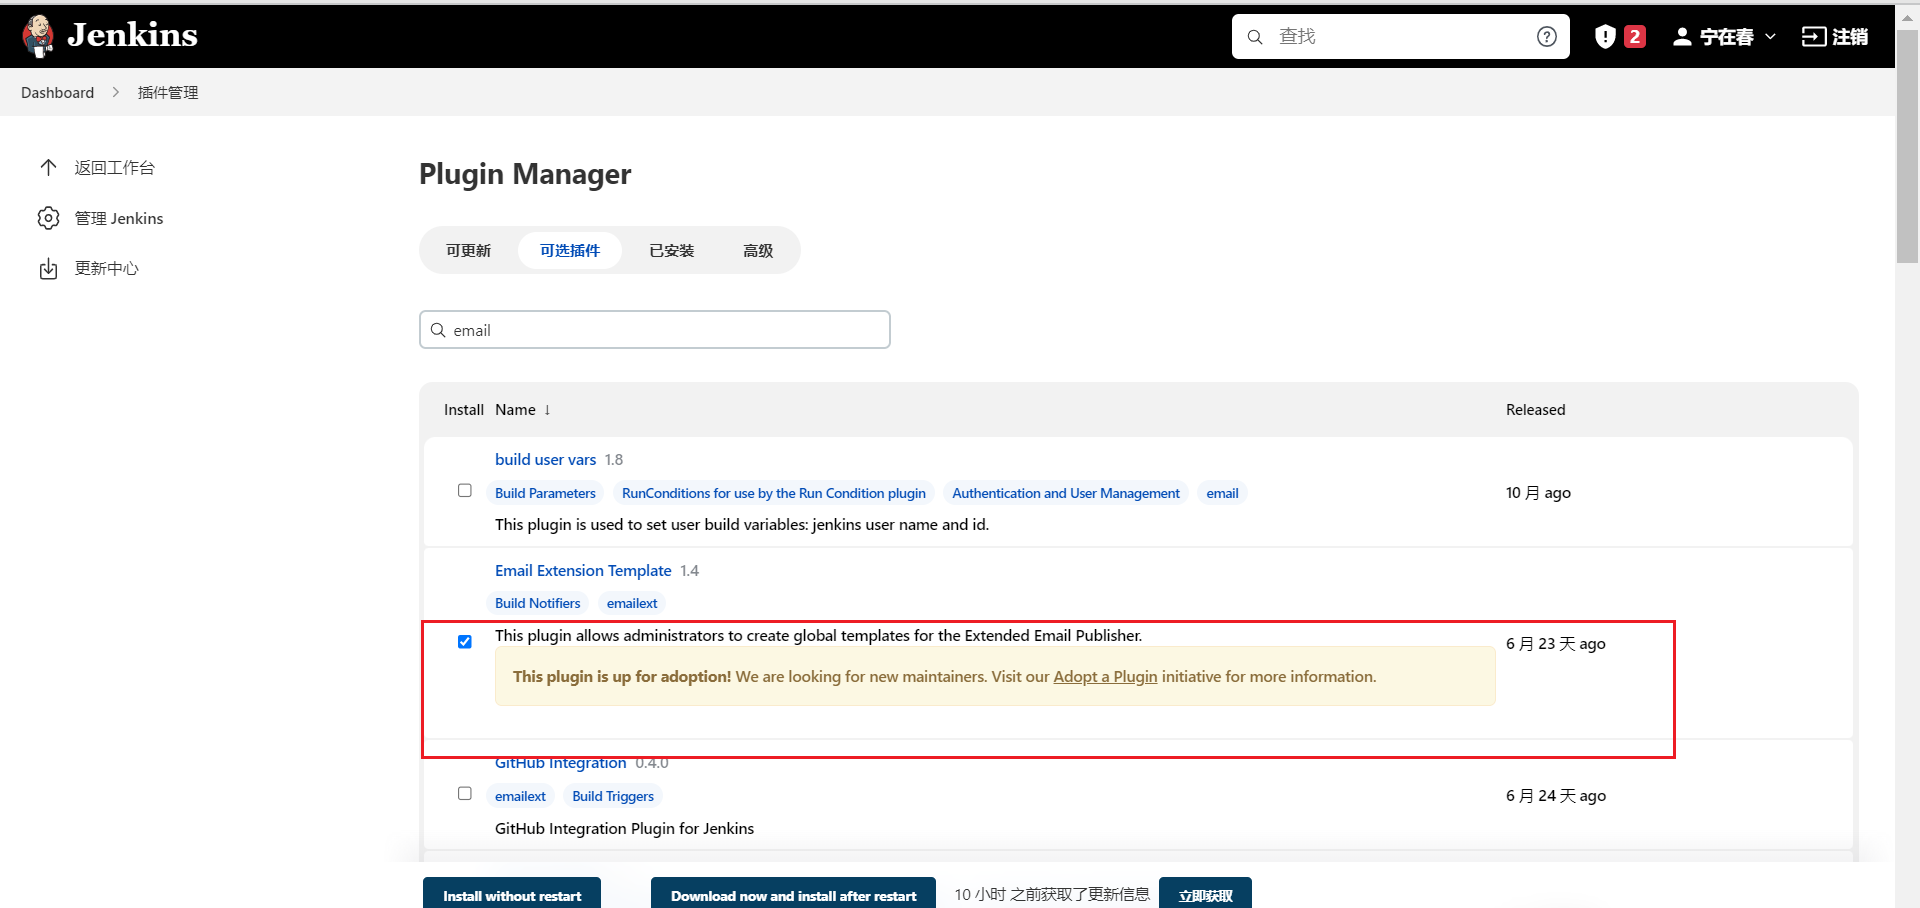 Jenkins
查找
2
宁在春
注销
Dashboard
插件管理
返回工作台
管理 Jenkins
更新中心
Plugin Manager
可更新
可选插件
已安装
高级
email
Install Name ↓ Released
build user vars 1.8
Build Parameters RunConditions for use by the Run Condition plugin Authentication and User Management email
10 月 ago
This plugin is used to set user build variables: jenkins user name and id.
Email Extension Template 1.4
Build Notifiers emailext
This plugin allows administrators to create global templates for the Extended Email Publisher.
6 月 23 天 ago
This plugin is up for adoption! We are looking for new maintainers. Visit our Adopt a Plugin initiative for more information.
GitHub Integration 0.4.0
emailext Build Triggers
6 月 24 天 ago
GitHub Integration Plugin for Jenkins
Install without restart Download now and install after restart 10 小时 之前获取了更新信息 立即获取